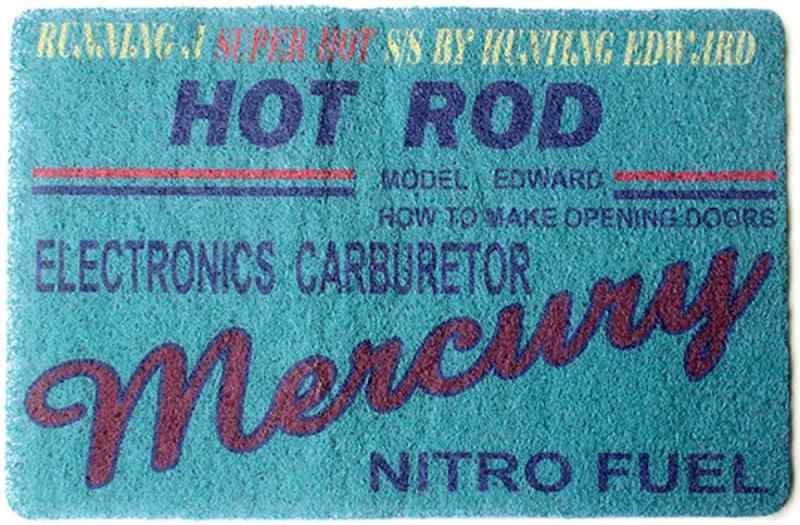 RUNNING A SUPER HOT S/S BY HUNTING EDWARD
HOT ROD
MODEL EDWARD
HOW TO MAKE OPENING DOORS
ELECTRONICS CARBURETOR
Mercury
NITRO FUEL